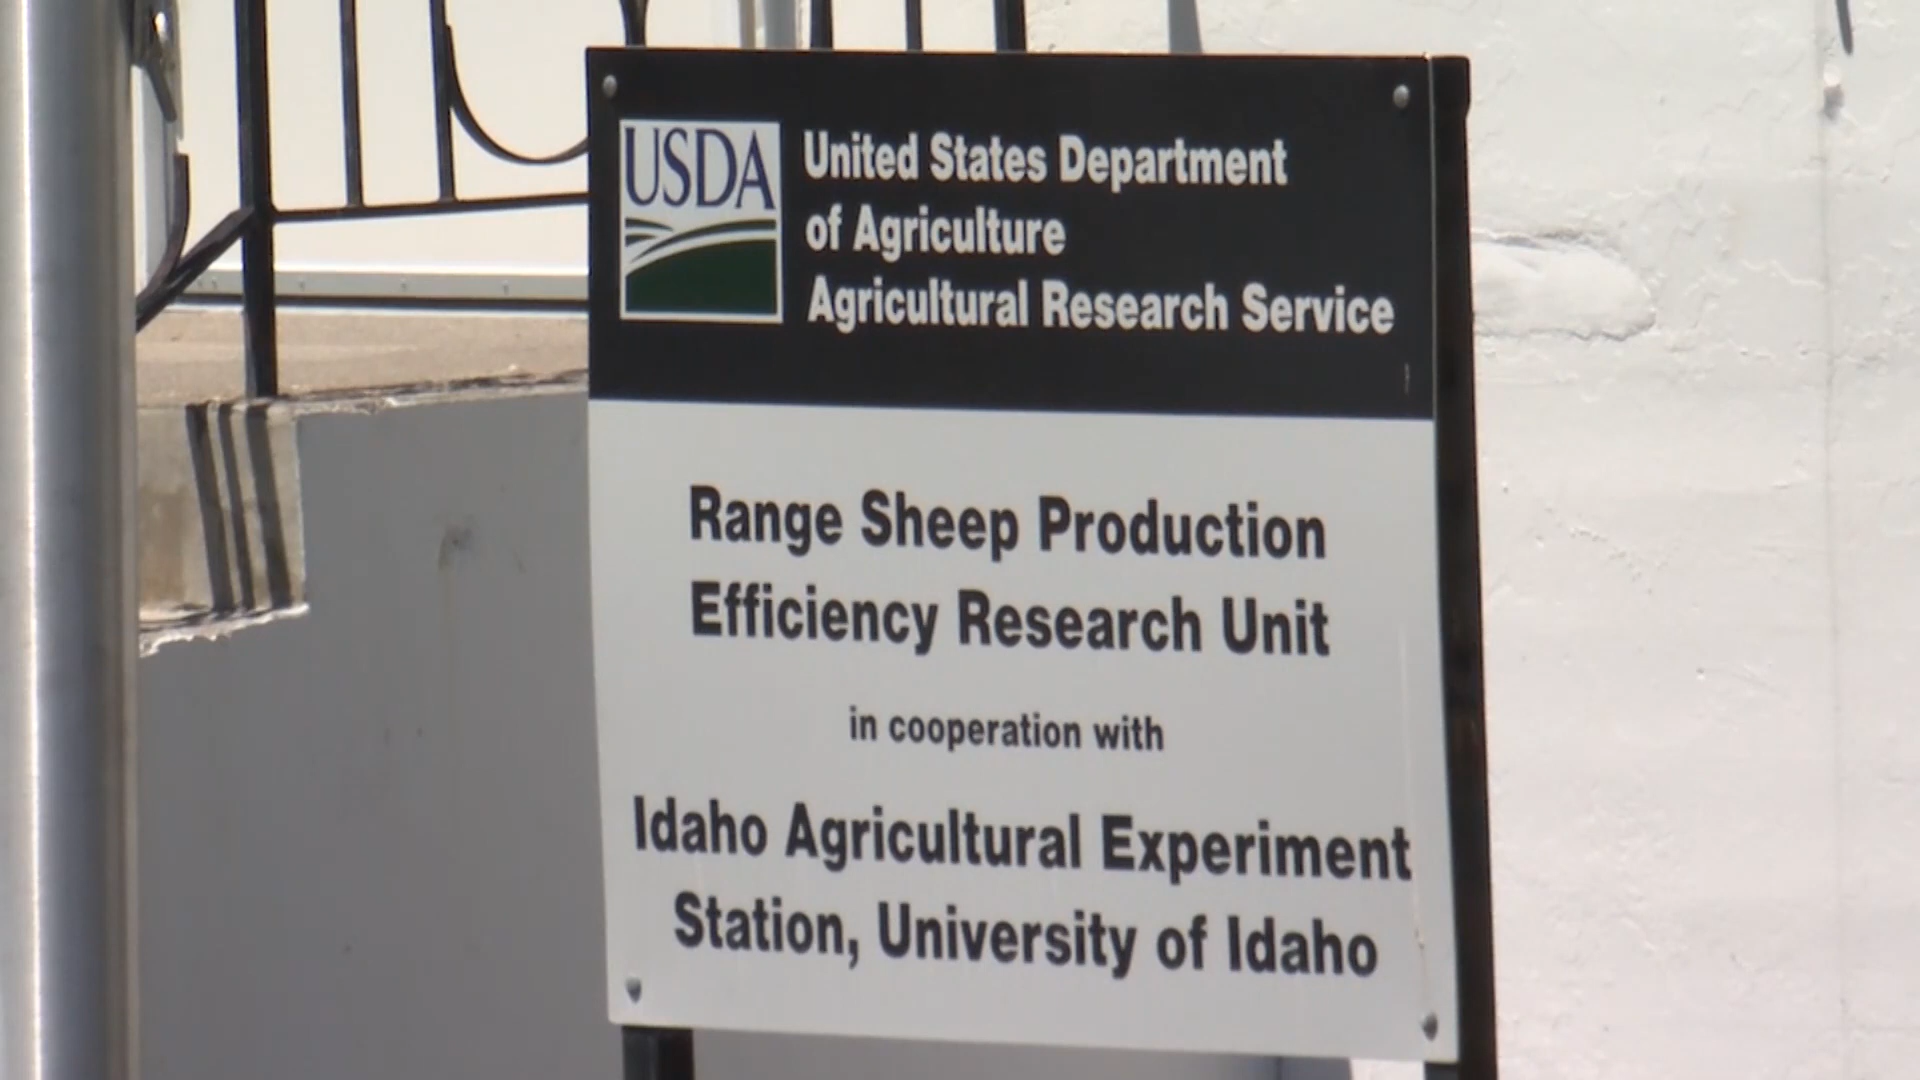 USDA
United States Department
of Agriculture
Agricultural Research Service
Range Sheep Production
Efficiency Research Unit
in cooperation with
Idaho Agricultural Experiment
Station, University of Idaho